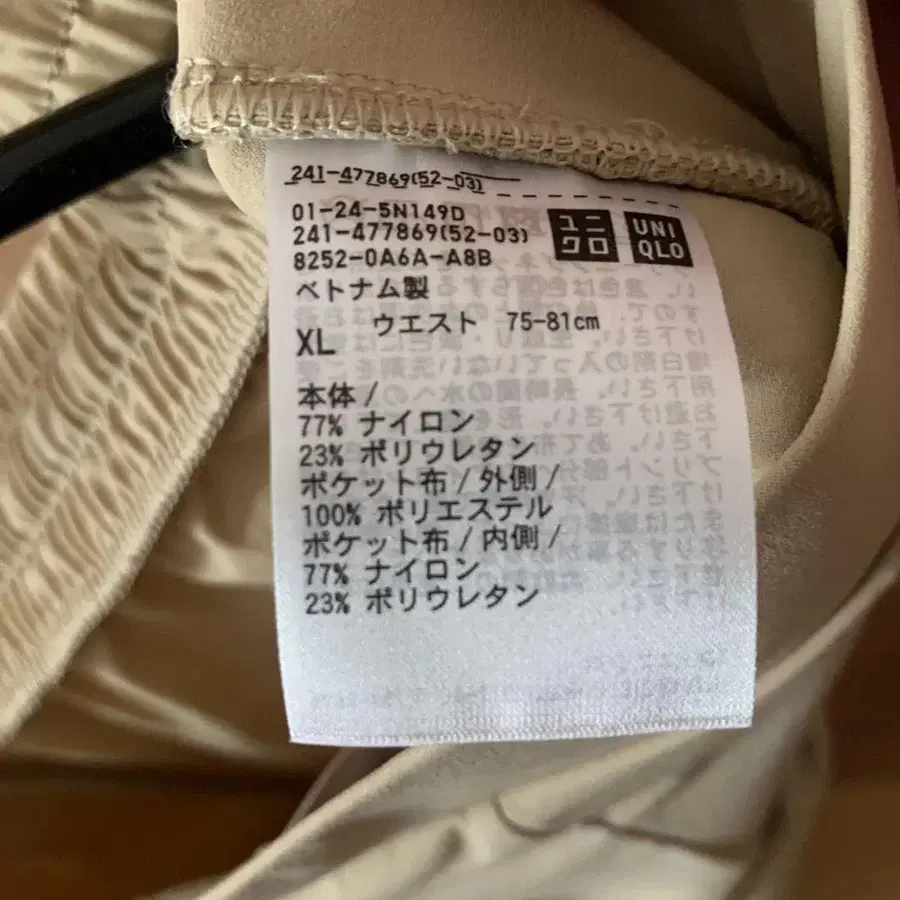 241-477869(52-03)
01-24-5N149D
241-477869(52-03)
8252-0A6A-A8B
ユニ
クロ
UNI
QLO
ベトナム製
XL ウエスト 75-81cm
本体/
77% ナイロン
23% ポリウレタン
ポケット布/外側/
100% ポリエステル
ポケット布/内側/
77% ナイロン
23% ポリウレタン